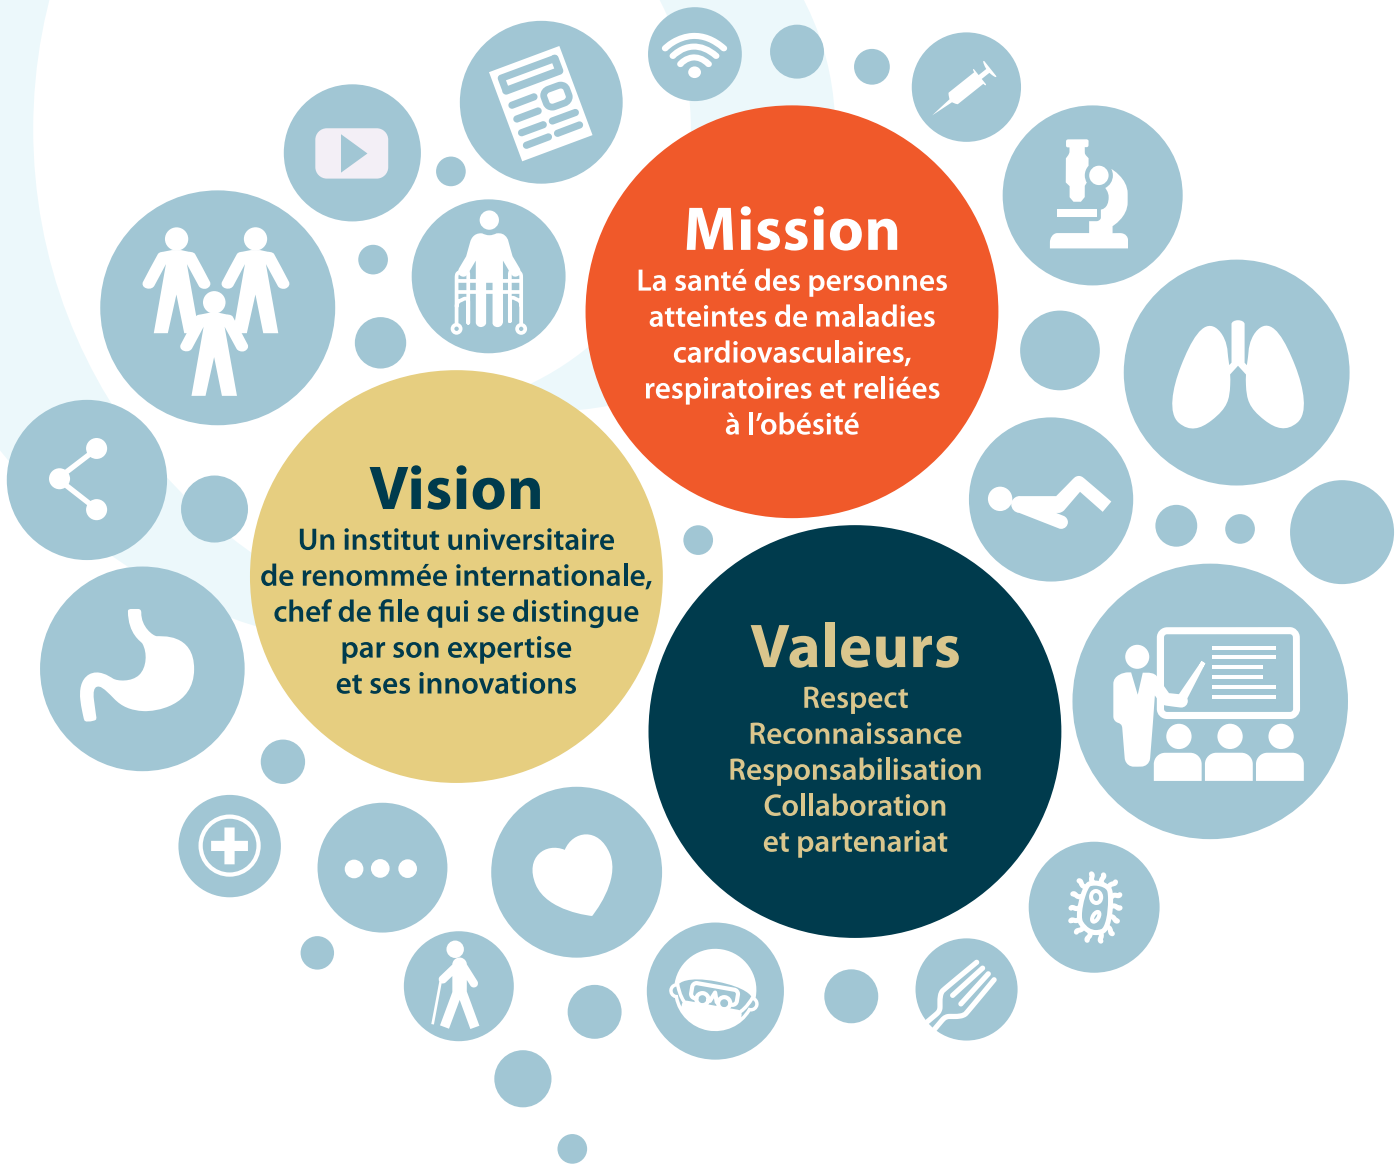 Mission
La santé des personnes
atteintes de maladies
cardiovasculaires,
respiratoires et reliées
à l’obésité
Vision
Un institut universitaire
de renommée internationale,
chef de file qui se distingue
par son expertise
et ses innovations
Valeurs
Respect
Reconnaissance
Responsabilisation
Collaboration
et partenariat